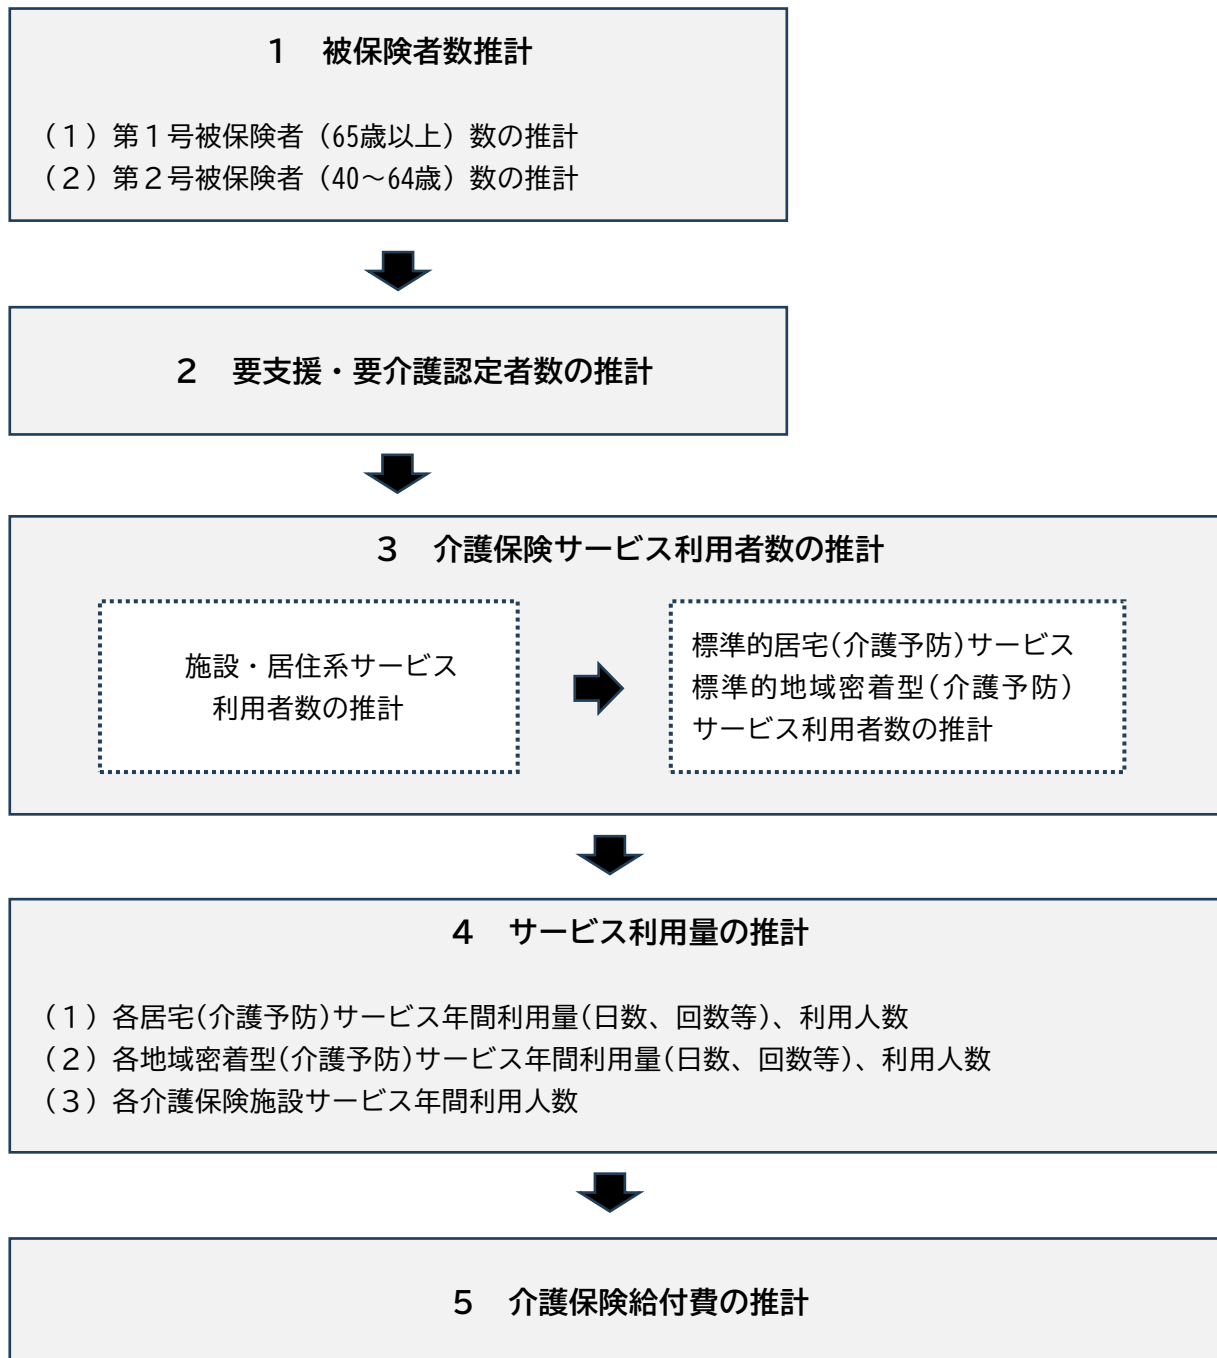 1　被保険者数推計
（１）第１号被保険者（65歳以上）数の推計
（２）第２号被保険者（40～64歳）数の推計
2　要支援・要介護認定者数の推計
3　介護保険サービス利用者数の推計
施設・居住系サービス
利用者数の推計
標準的居宅(介護予防)サービス
標準的地域密着型(介護予防)
サービス利用者数の推計
4　サービス利用量の推計
（１）各居宅(介護予防)サービス年間利用量(日数、回数等)、利用人数
（２）各地域密着型(介護予防)サービス年間利用量(日数、回数等)、利用人数
（３）各介護保険施設サービス年間利用人数
5　介護保険給付費の推計